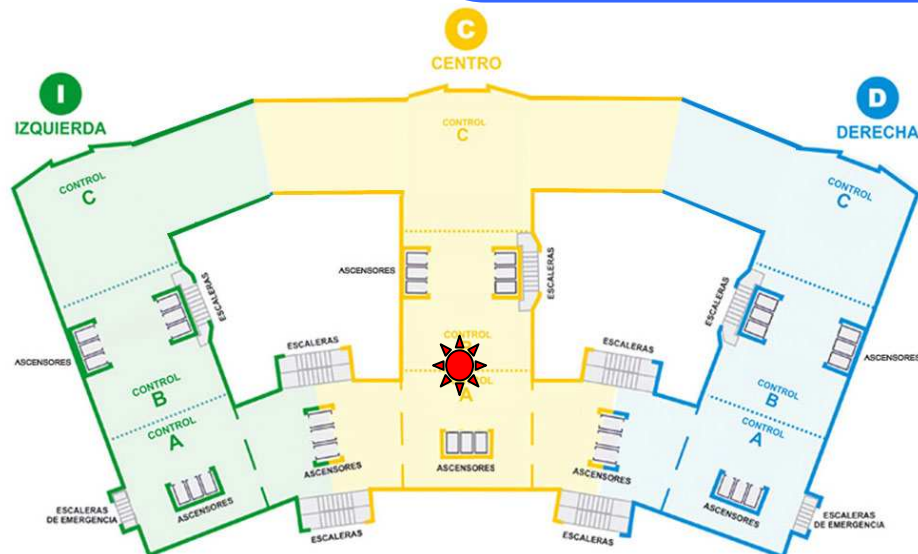 C
CENTRO
I
IZQUIERDA
D
DERECHA
CONTROL
C
CONTROL
C
CONTROL
C
ASCENSORES
ESCALERAS
ESCALERAS
ESCALERAS
ASCENSORES
ESCALERAS
ESCALERAS
ASCENSORES
CONTROL
B
CONTROL
CONTROL
B
CONTROL
A
CONTROL
A
CONTROL
A
ASCENSORES
ASCENSORES
ASCENSORES
ASCENSORES
ASCENSORES
ESCALERAS
DE EMERGENCIA
ESCALERAS
ESCALERAS
ESCALERAS
DE EMERGENCIA